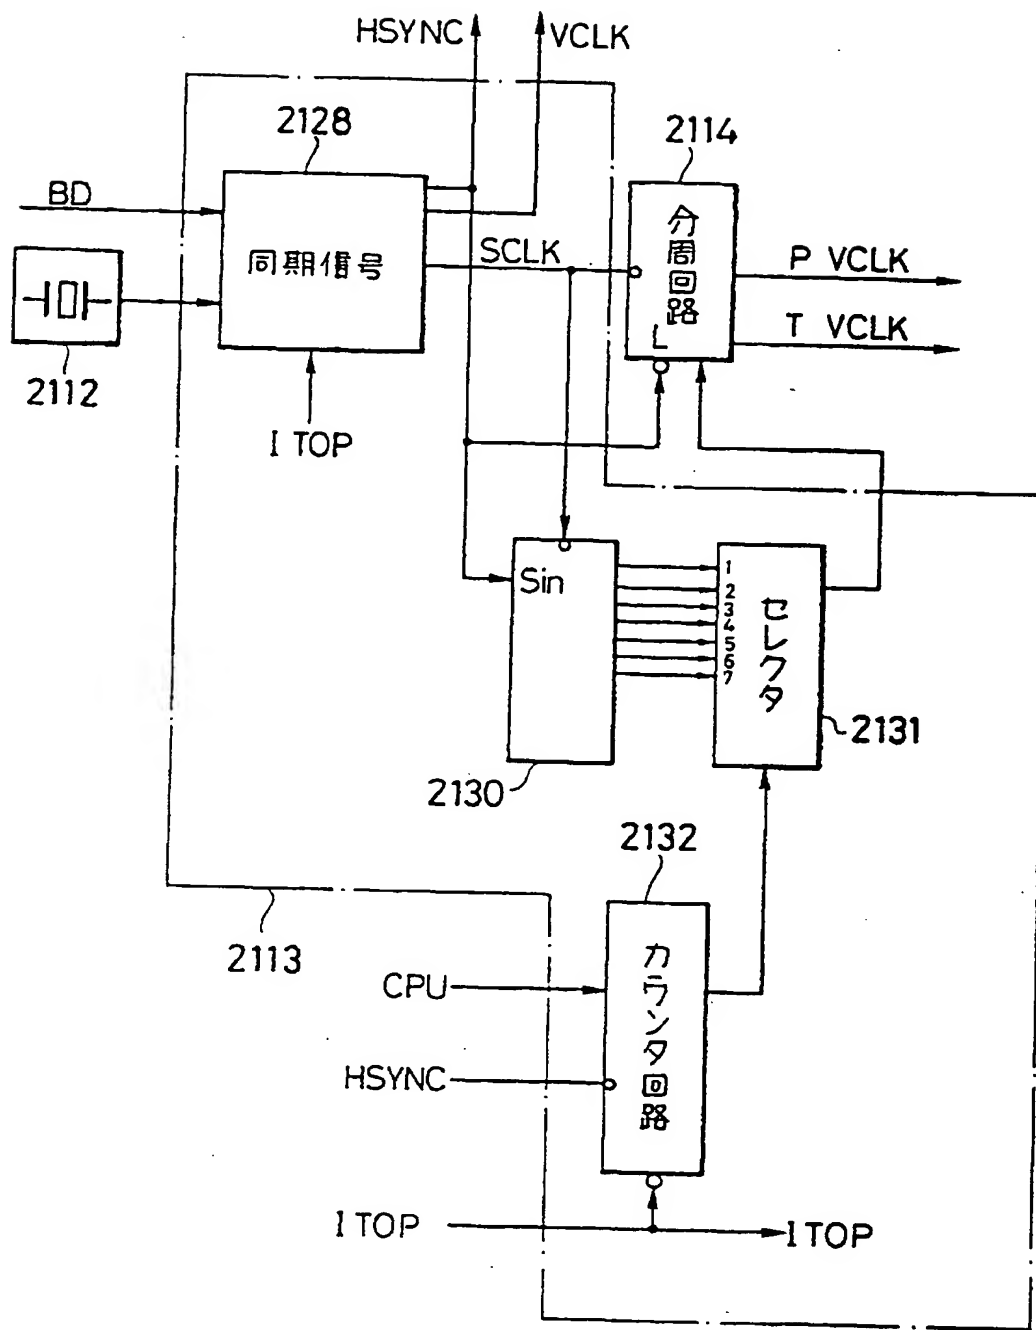 HSYNC
VCLK
2128
2114
BD
同期信号
SCLK
分周回路
L
P VCLK
T VCLK
2112
I TOP
Sin
1
2
3
4
5
6
7
セレクタ
2131
2130
2132
2113
CPU
カウンタ回路
HSYNC
I TOP
I TOP